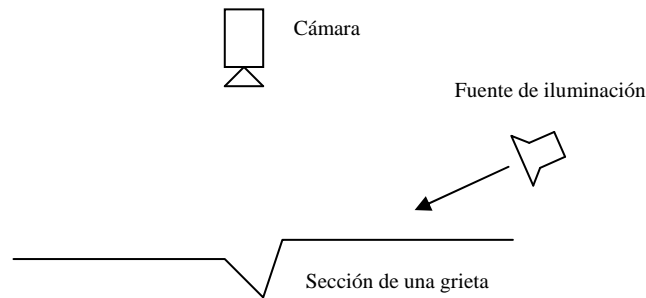 Cámara
Fuente de iluminación
Sección de una grieta